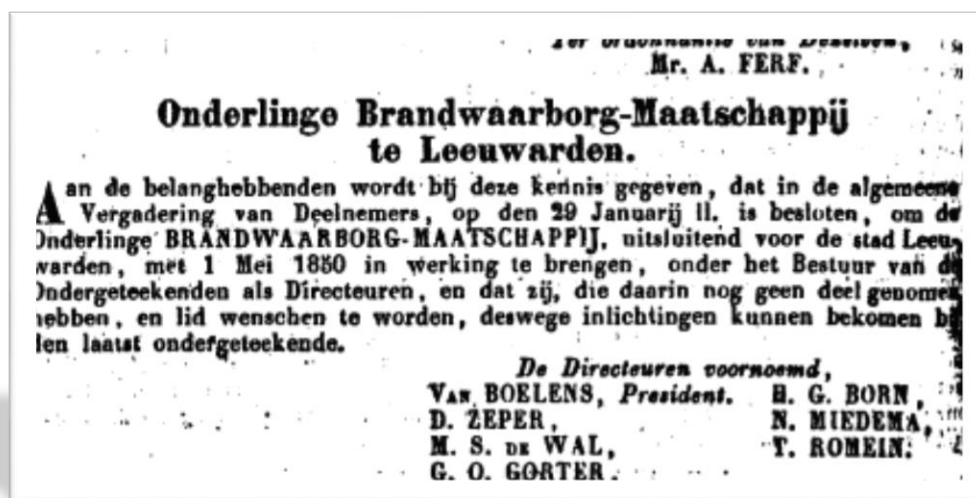 Ter ordonnantie van Dezelven,
Mr. A. FERF.
Onderlinge Brandwaarborg-Maatschappij
te Leeuwarden.
Aan de belanghebbenden wordt bij deze kennis gegeven, dat in de algemeene
Vergadering van Deelnemers, op den 29 Januarij ll. is besloten, om de
Onderlinge BRANDWAARBORG-MAATSCHAPPIJ, uitsluitend voor de stad Leeu-
warden, met 1 Mei 1850 in werking te brengen, onder het Bestuur van de
Ondergeteekenden als Directeuren, en dat zij, die daarin nog geen deel genomen
hebben, en lid wenschen te worden, deswege inlichtingen kunnen bekomen bij
den laatst ondergeteekende.
De Directeuren voornoemd,
VAN BOELENS, President. H. G. BORN,
D. ZEPER, N. MIEDEMA,
M. S. DE WAL, T. ROMEIN.
G. O. GORTER.